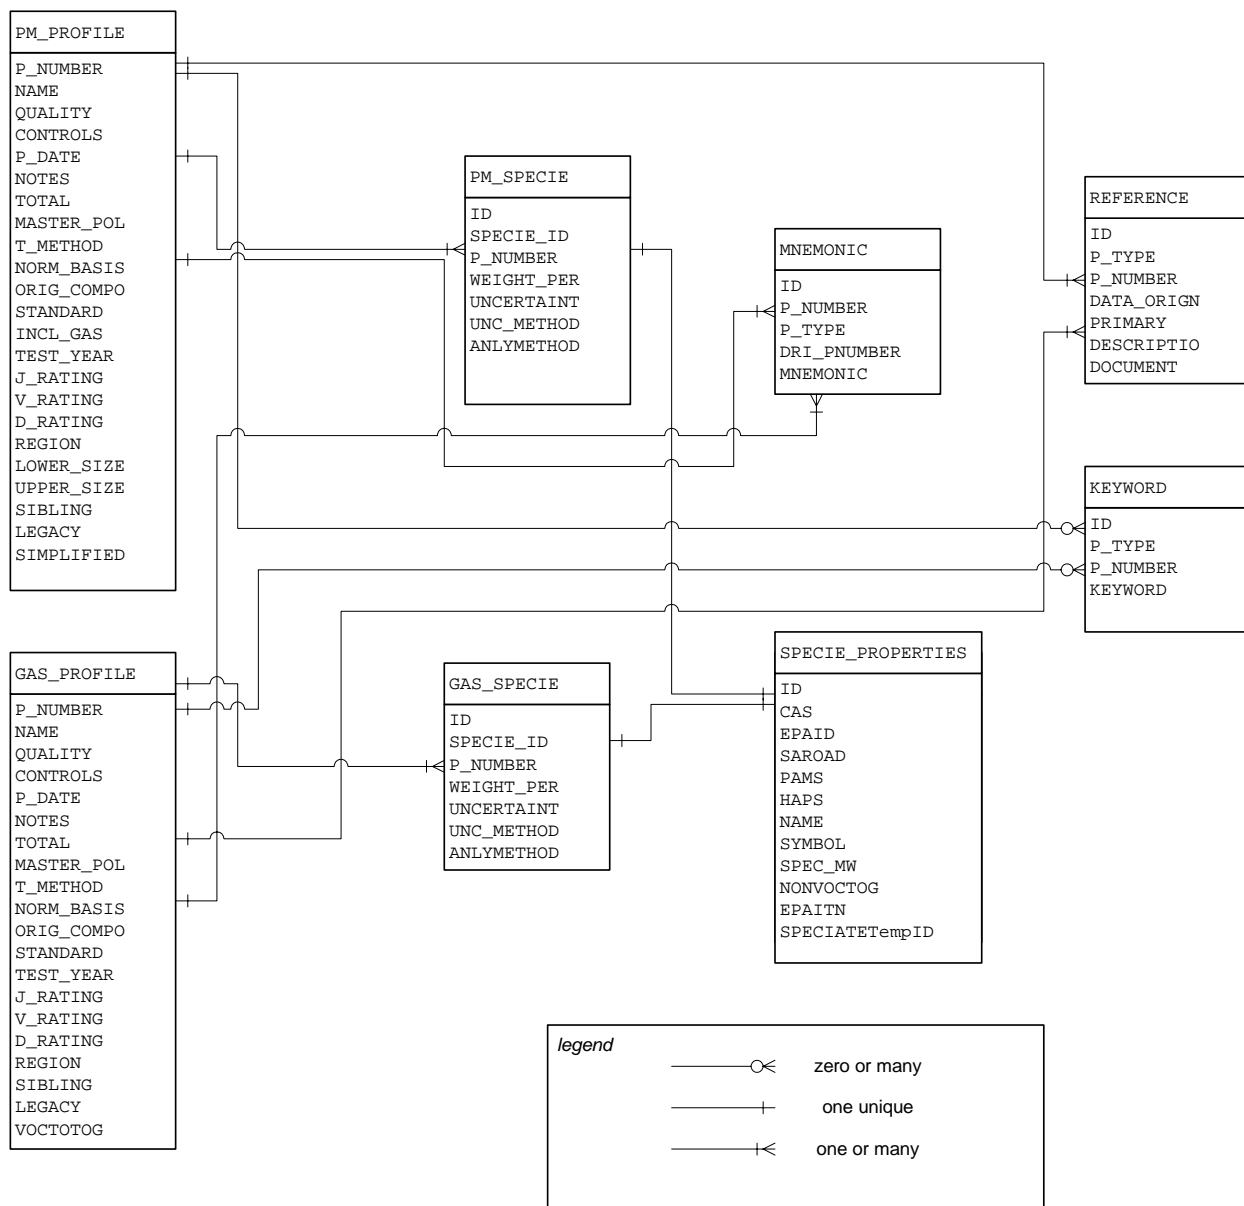 PM_PROFILE
P_NUMBER
NAME
QUALITY
CONTROLS
P_DATE
NOTES
TOTAL
MASTER_POL
T_METHOD
NORM_BASIS
ORIG_COMPO
STANDARD
INCL_GAS
TEST_YEAR
J_RATING
V_RATING
D_RATING
REGION
LOWER_SIZE
UPPER_SIZE
SIBLING
LEGACY
SIMPLIFIED
PM_SPECIE
ID
SPECIE_ID
P_NUMBER
WEIGHT_PER
UNCERTAINT
UNC_METHOD
ANLYMETHOD
MNEMONIC
ID
P_NUMBER
P_TYPE
DRI_PNUMBER
MNEMONIC
REFERENCE
ID
P_TYPE
P_NUMBER
DATA_ORIGN
PRIMARY
DESCRIPTIO
DOCUMENT
KEYWORD
ID
P_TYPE
P_NUMBER
KEYWORD
GAS_PROFILE
P_NUMBER
NAME
QUALITY
CONTROLS
P_DATE
NOTES
TOTAL
MASTER_POL
T_METHOD
NORM_BASIS
ORIG_COMPO
STANDARD
TEST_YEAR
J_RATING
V_RATING
D_RATING
REGION
SIBLING
LEGACY
VOCTOTOG
GAS_SPECIE
ID
SPECIE_ID
P_NUMBER
WEIGHT_PER
UNCERTAINT
UNC_METHOD
ANLYMETHOD
SPECIE_PROPERTIES
ID
CAS
EPAID
SAROAD
PAMS
HAPS
NAME
SYMBOL
SPEC_MW
NONVOCTOG
EPAITN
SPECIATETempID
legend
zero or many
one unique
one or many